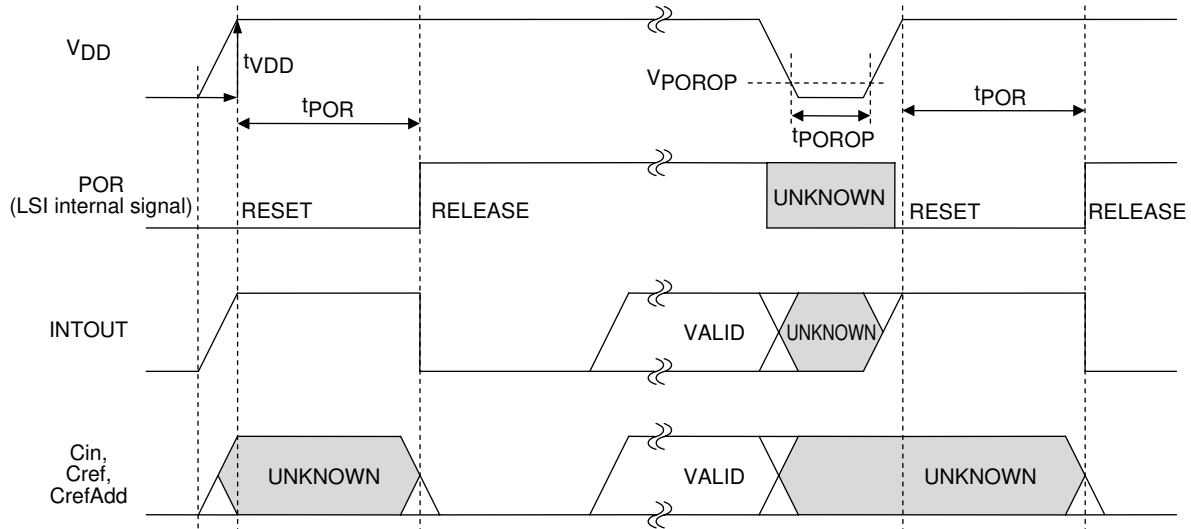 VDD
tVDD
VPOROP
tPOR
tPOR
tPOROP
POR
(LSI internal signal)
RESET
RELEASE
UNKNOWN
RESET
RELEASE
INTOUT
VALID
UNKNOWN
Cin,
Cref,
CrefAdd
UNKNOWN
VALID
UNKNOWN